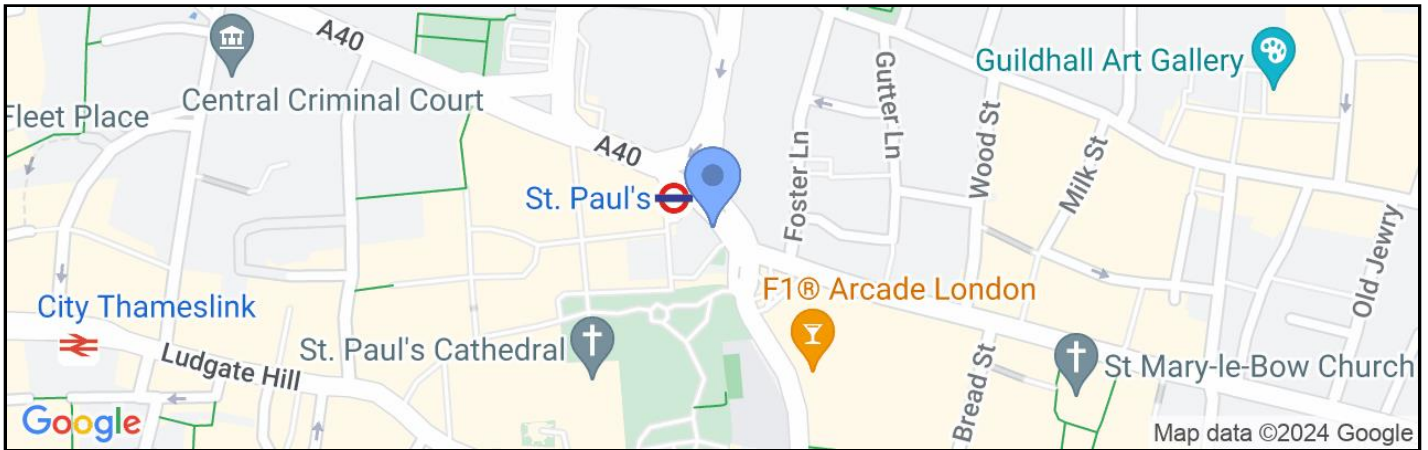 A40
Central Criminal Court
Fleet Place
A40
St. Paul's
Foster Ln
Gutter Ln
Wood St
Milk St
Guildhall Art Gallery
Old Jewry
City Thameslink
Ludgate Hill
St. Paul's Cathedral
F1® Arcade London
Bread St
St Mary-le-Bow Church
Google
Map data ©2024 Google